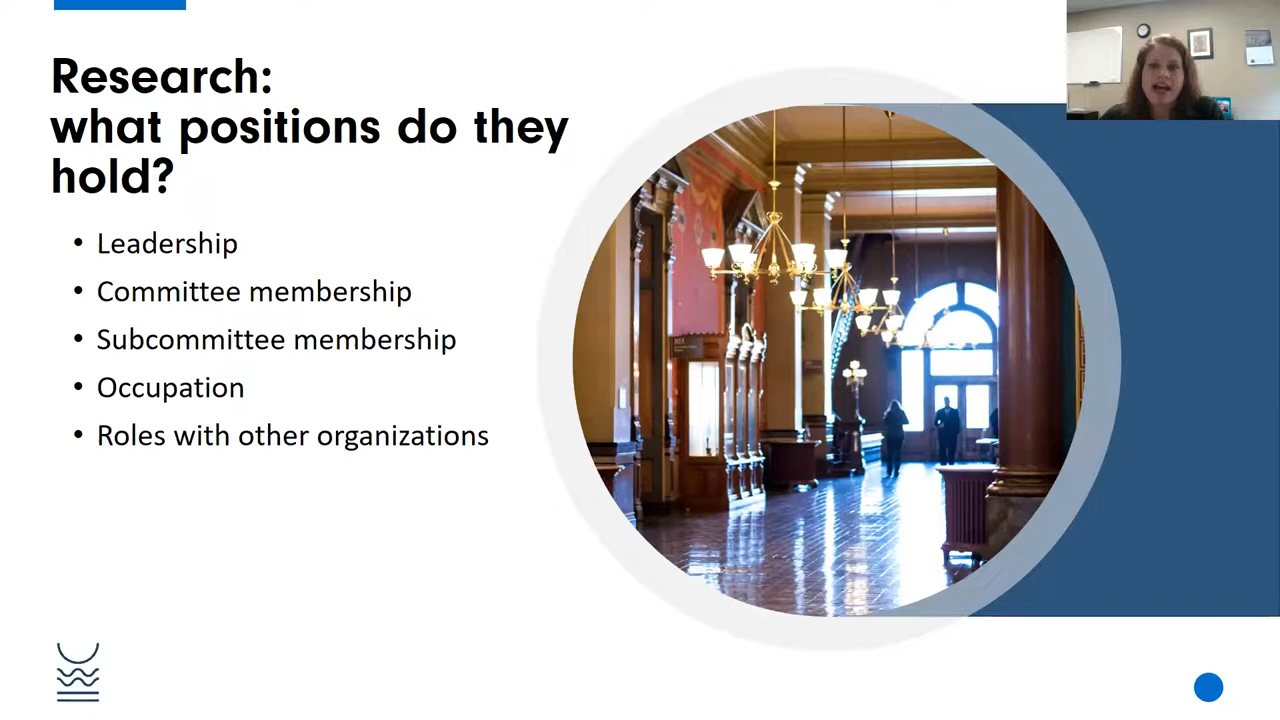 Research:
what positions do they
hold?
• Leadership
• Committee membership
• Subcommittee membership
• Occupation
• Roles with other organizations